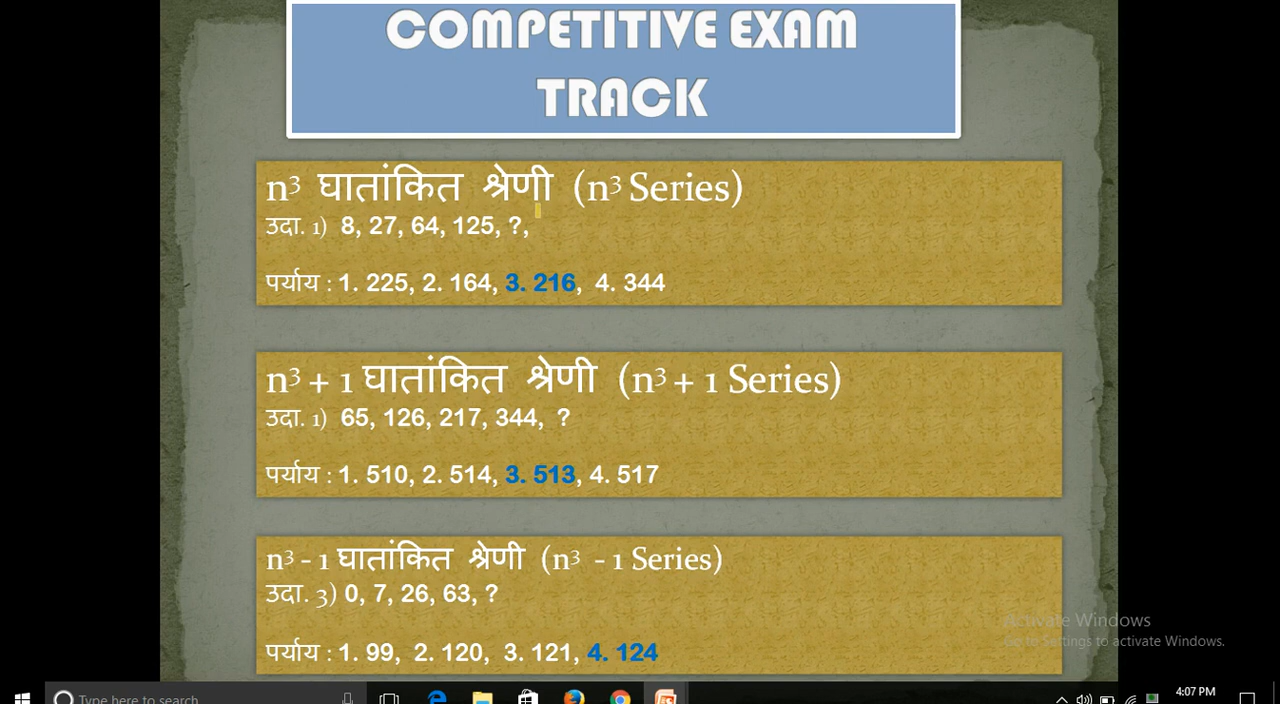 COMPETITIVE EXAM
TRACK
n³ घातांकित श्रेणी (n³ Series)
उदा. 1) 8, 27, 64, 125, ?,
पर्याय : 1. 225, 2. 164, 3. 216, 4. 344
n³ + 1 घातांकित श्रेणी (n³ + 1 Series)
उदा. 1) 65, 126, 217, 344, ?
पर्याय : 1. 510, 2. 514, 3. 513, 4. 517
n³ - 1 घातांकित श्रेणी (n³ - 1 Series)
उदा. 3) 0, 7, 26, 63, ?
पर्याय : 1. 99, 2. 120, 3. 121, 4. 124
Activate Windows
Go to Settings to activate Windows.
Type here to search
4:07 PM